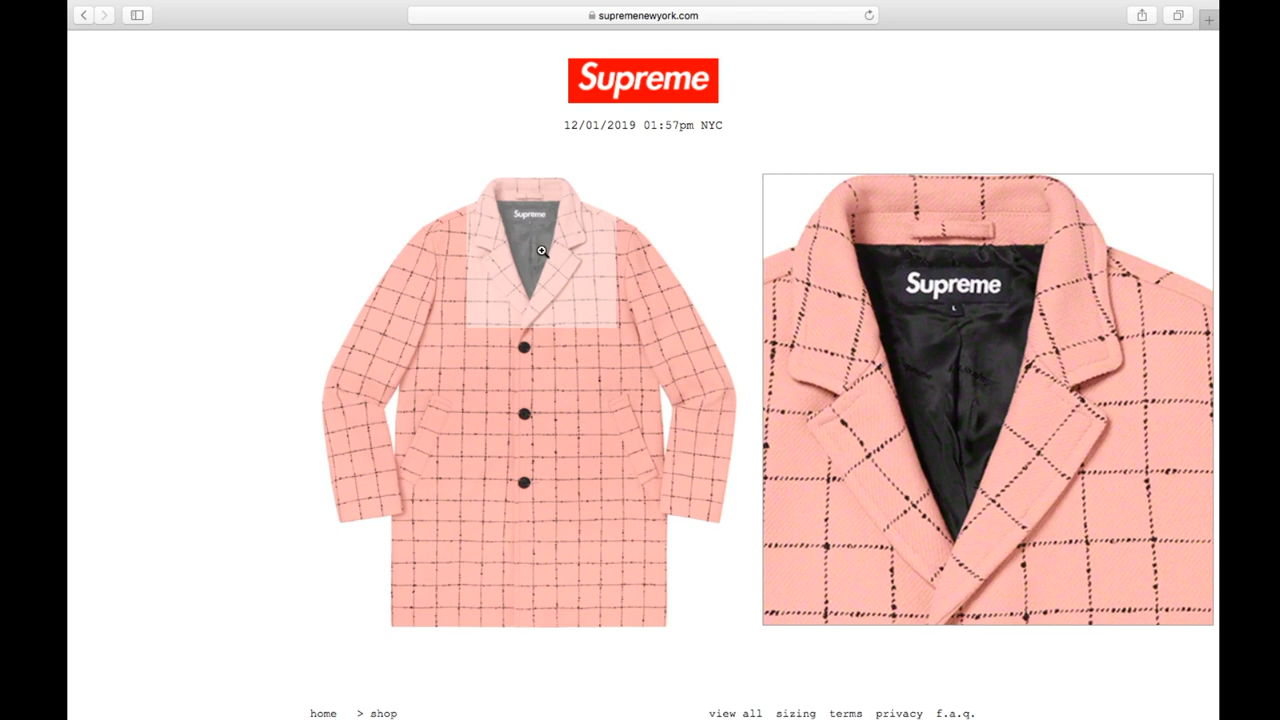 supremenewyork.com
Supreme
12/01/2019 01:57pm NYC
Supreme
Supreme
L
home > shop
view all sizing terms privacy f.a.q.